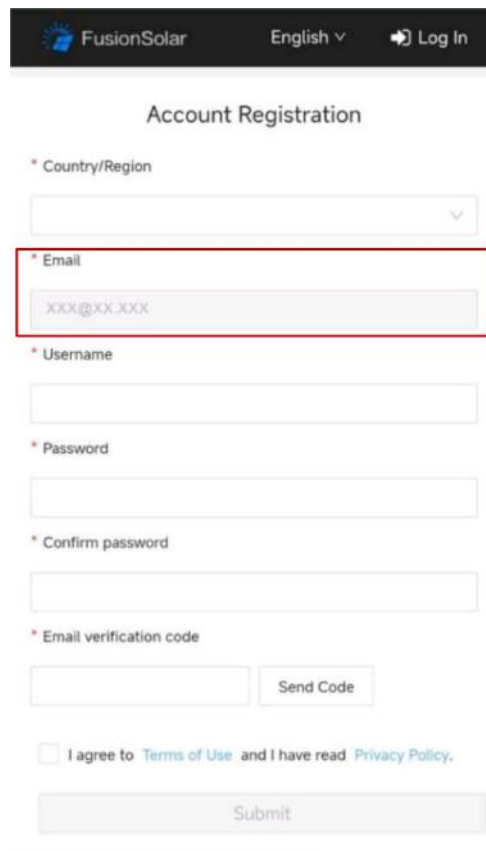 FusionSolar English Log In
Account Registration
* Country/Region
* Email
XXX@XX.XXX
* Username
* Password
* Confirm password
* Email verification code
Send Code
I agree to Terms of Use and I have read Privacy Policy.
Submit